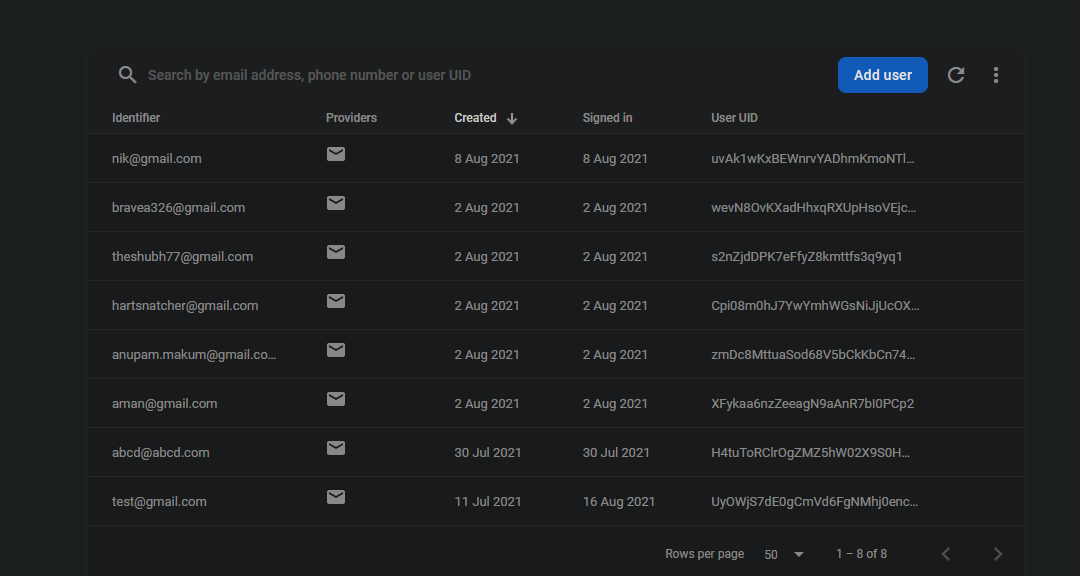 Search by email address, phone number or user UID Add user
Identifier Providers Created Signed in User UID
nik@gmail.com 8 Aug 2021 8 Aug 2021 uvAk1wKxBEWnrvYADhmKmoNTl...
bravea326@gmail.com 2 Aug 2021 2 Aug 2021 wevN8OvKXadHhxqRXUpHsoVEjc...
theshubh77@gmail.com 2 Aug 2021 2 Aug 2021 s2nZjdDPK7eFfyZ8kmttfs3q9yq1
hartsnatcher@gmail.com 2 Aug 2021 2 Aug 2021 Cpi08m0hJ7YwYmhWGsNiJjUcOX...
anupam.makum@gmail.co... 2 Aug 2021 2 Aug 2021 zmDc8MttuaSod68V5bCkKbCn74...
aman@gmail.com 2 Aug 2021 2 Aug 2021 XFykaa6nzZeeagN9aAnR7bI0PCp2
abcd@abcd.com 30 Jul 2021 30 Jul 2021 H4tuToRClrOgZMZ5hW02X9S0H...
test@gmail.com 11 Jul 2021 16 Aug 2021 UyOWjS7dE0gCmVd6FgNMhj0enc...
Rows per page 50 1 – 8 of 8